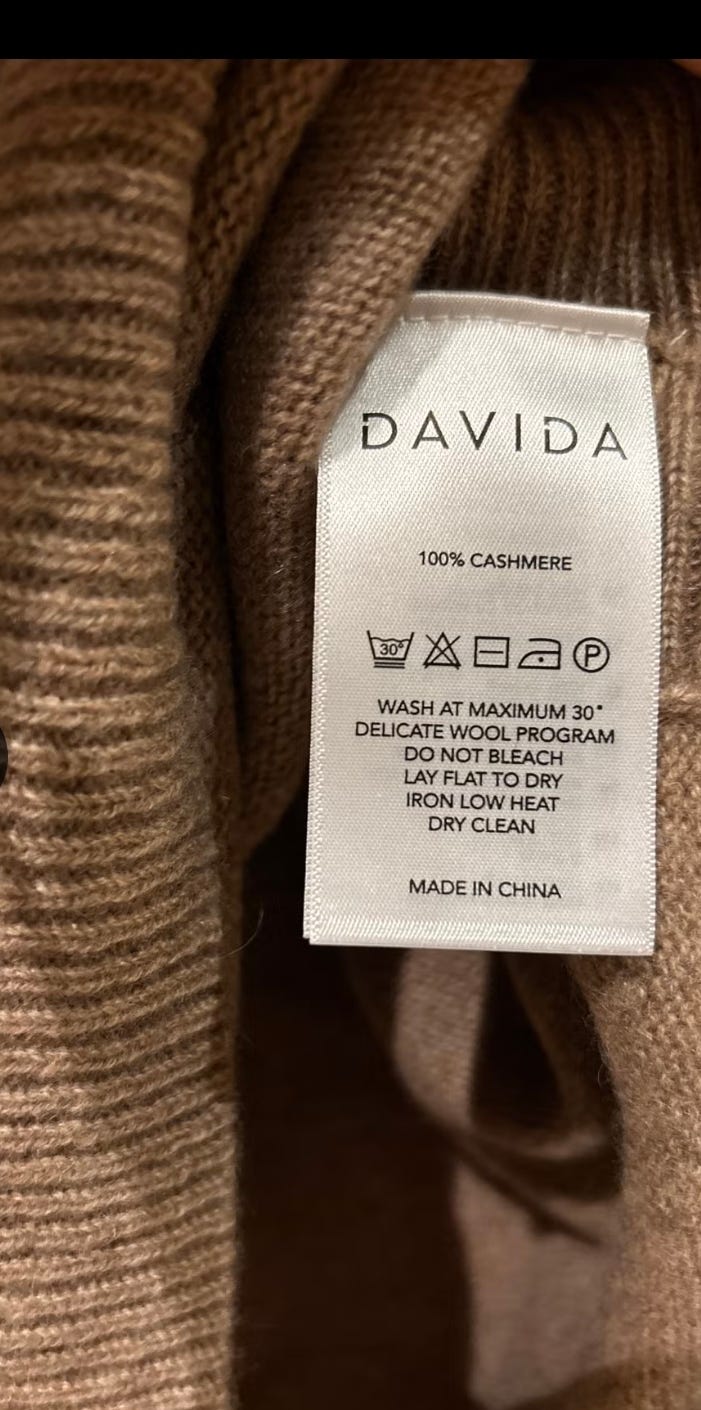 DAVIDA
100% CASHMERE
30° P
WASH AT MAXIMUM 30°
DELICATE WOOL PROGRAM
DO NOT BLEACH
LAY FLAT TO DRY
IRON LOW HEAT
DRY CLEAN
MADE IN CHINA